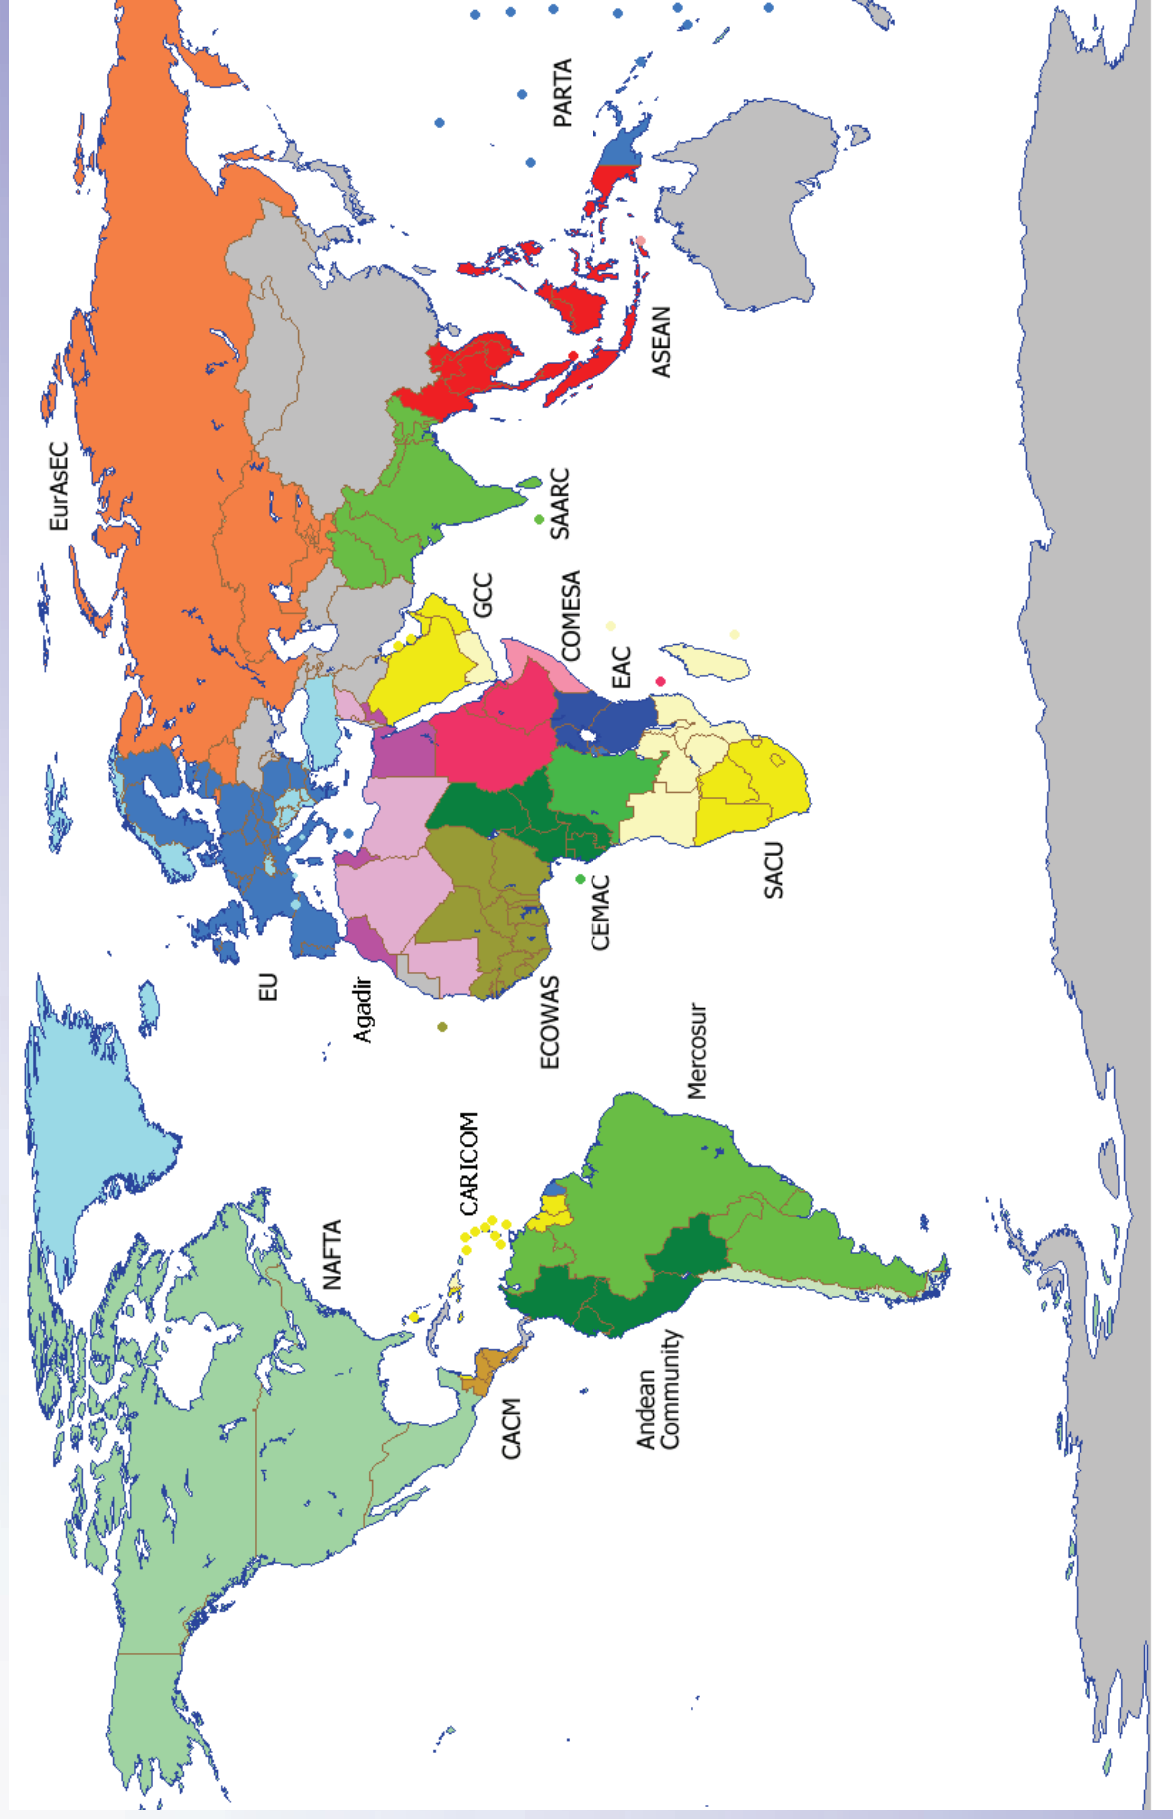 EurAsEC
EU
NAFTA
Agadir
PARTA
GCC
CARICOM
CACM
ECOWAS
SAARC
COMESA
CEMAC
EAC
ASEAN
Andean
Community
Mercosur
SACU